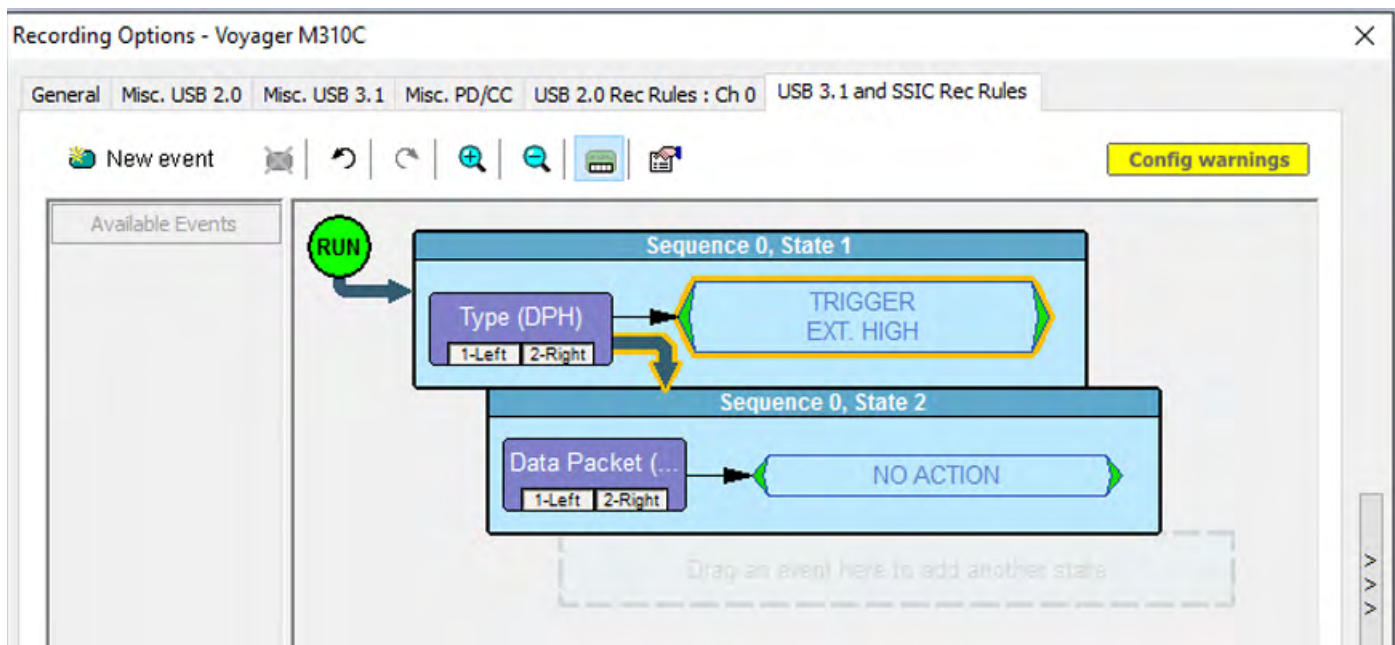 Recording Options - Voyager M310C
General Misc. USB 2.0 Misc. USB 3.1 Misc. PD/CC USB 2.0 Rec Rules : Ch 0 USB 3.1 and SSIC Rec Rules
New event
Config warnings
Available Events
RUN
Sequence 0, State 1
Type (DPH)
1-Left 2-Right
TRIGGER
EXT. HIGH
Sequence 0, State 2
Data Packet (...
1-Left 2-Right
NO ACTION
Drag an event here to add another state
>
>
>